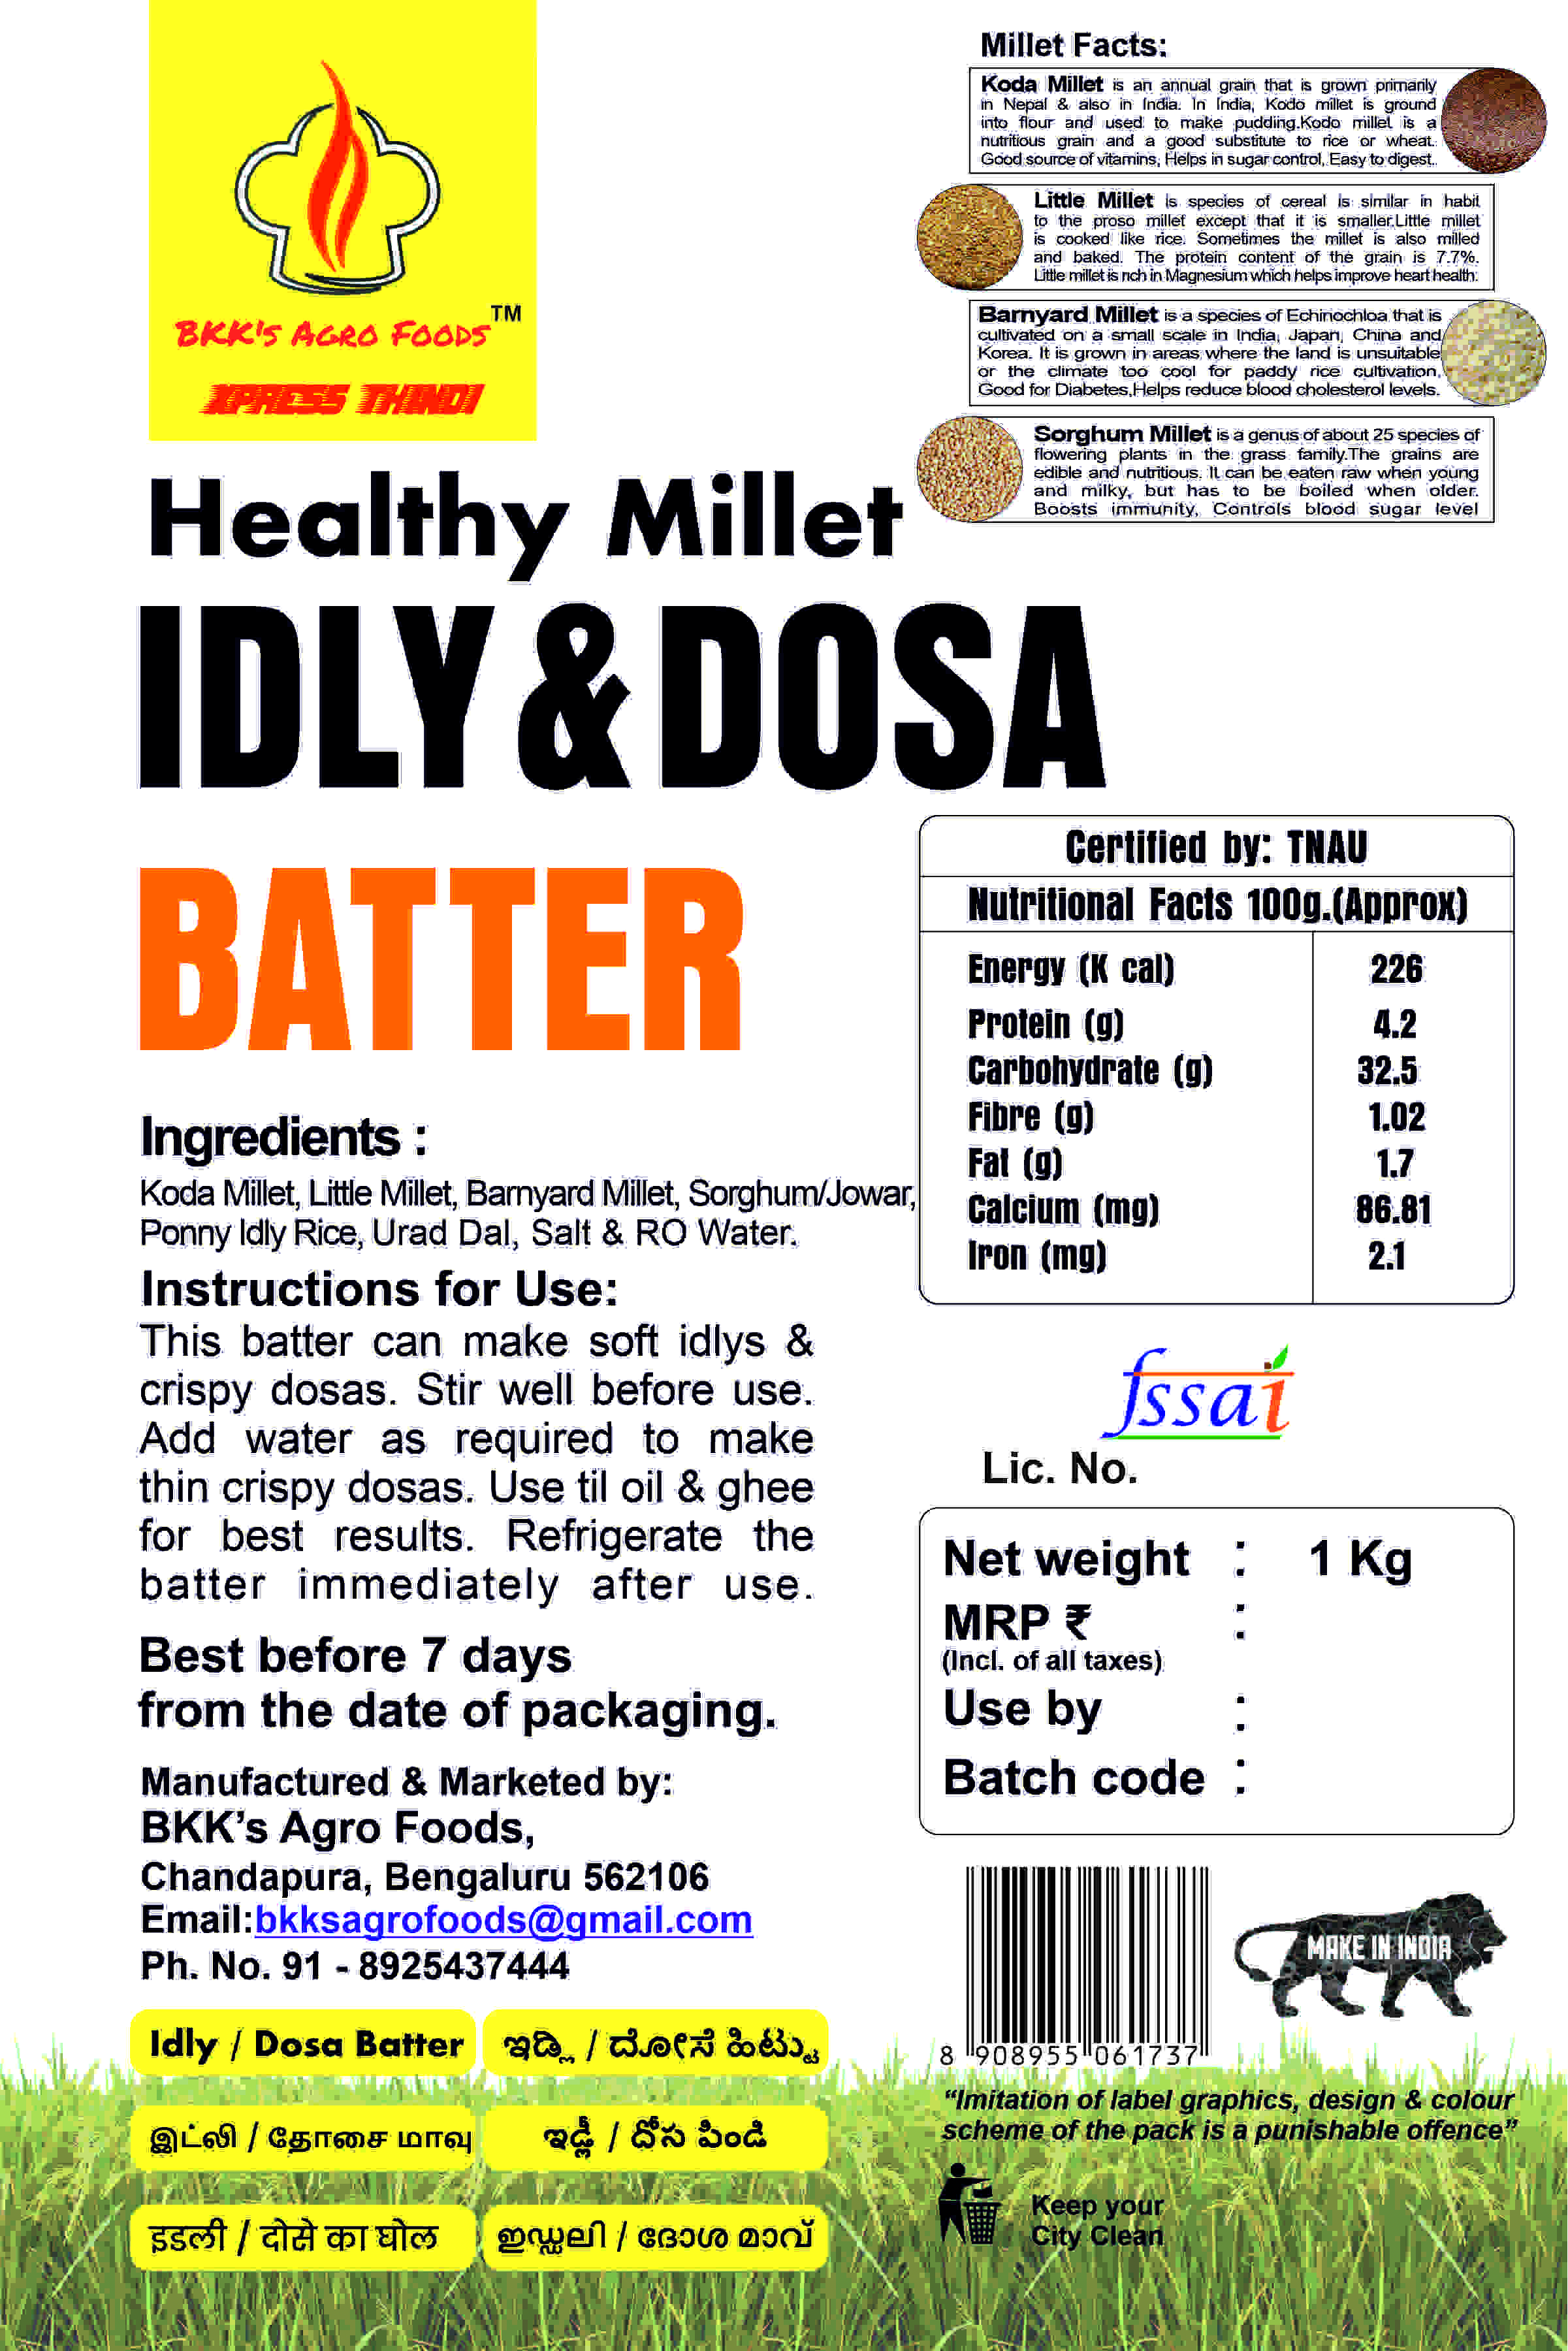 BKK's AGRO FOODS TM
XPRESS THINDI
Millet Facts:
Koda Millet is an annual grain that is grown primarily
in Nepal & also in India. In India, Kodo millet is ground
into flour and used to make pudding.Kodo millet is a
nutritious grain and a good substitute to rice or wheat.
Good source of vitamins, Helps in sugar control, Easy to digest.
Little Millet is species of cereal is similar in habit
to the proso millet except that it is smaller.Little millet
is cooked like rice. Sometimes the millet is also milled
and baked. The protein content of the grain is 7.7%.
Little millet is rich in Magnesium which helps improve heart health.
Barnyard Millet is a species of Echinochloa that is
cultivated on a small scale in India, Japan, China and
Korea. It is grown in areas where the land is unsuitable
or the climate too cool for paddy rice cultivation,
Good for Diabetes,Helps reduce blood cholesterol levels.
Sorghum Millet is a genus of about 25 species of
flowering plants in the grass family.The grains are
edible and nutritious. It can be eaten raw when young
and milky, but has to be boiled when older.
Boosts immunity, Controls blood sugar level
Healthy Millet
IDLY & DOSA
BATTER
Ingredients :
Koda Millet, Little Millet, Barnyard Millet, Sorghum/Jowar,
Ponny Idly Rice, Urad Dal, Salt & RO Water.
Instructions for Use:
This batter can make soft idlys &
crispy dosas. Stir well before use.
Add water as required to make
thin crispy dosas. Use til oil & ghee
for best results. Refrigerate the
batter immediately after use.
Best before 7 days
from the date of packaging.
Manufactured & Marketed by:
BKK's Agro Foods,
Chandapura, Bengaluru 562106
Email:bkksagrofoods@gmail.com
Ph. No. 91 - 8925437444
Certified by: TNAU
Nutritional Facts 100g.(Approx)
Energy (K cal) 226
Protein (g) 4.2
Carbohydrate (g) 32.5
Fibre (g) 1.02
Fat (g) 1.7
Calcium (mg) 86.81
Iron (mg) 2.1
fssai
Lic. No.
Net weight : 1 Kg
MRP ₹ :
(Incl. of all taxes)
Use by :
Batch code :
8 908955 061737
MAKE IN INDIA
"Imitation of label graphics, design & colour
scheme of the pack is a punishable offence"
Keep your
City Clean
Idly / Dosa Batter
ಇಡ್ಲಿ / ದೋಸೆ ಹಿಟ್ಟು
இட்லி / தோசை மாவு
ఇడ్లీ / దోస పిండి
इडली / दोसे का घोल
ഇഡ്ഡലി / ദോശ മാവ്